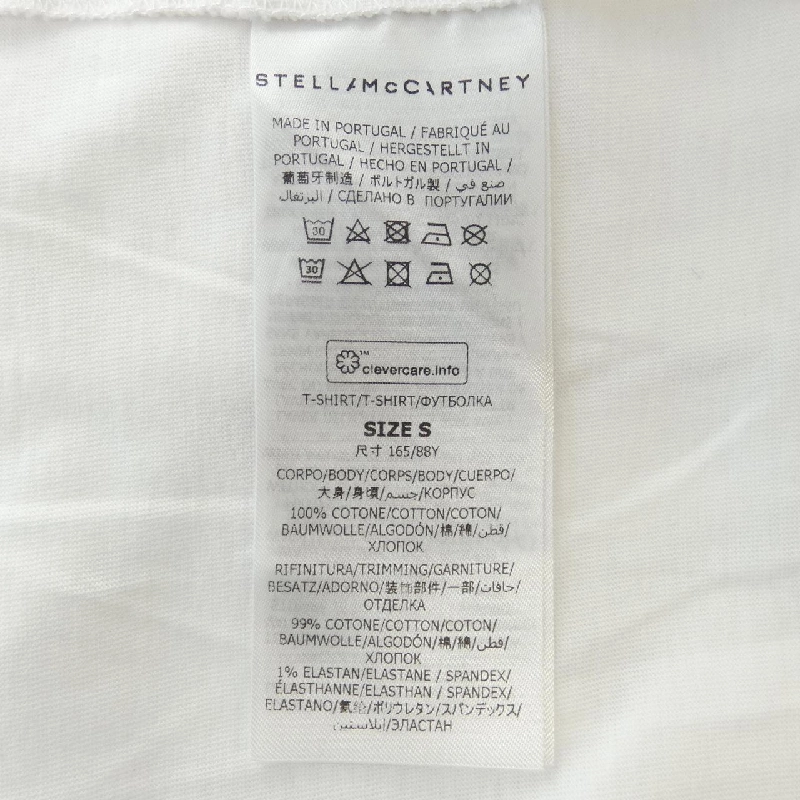 STELLA McCARTNEY
MADE IN PORTUGAL / FABRIQUÉ AU
PORTUGAL / HERGESTELLT IN
PORTUGAL / HECHO EN PORTUGAL /
葡萄牙制造 / ポルトガル製 / صنع في
البرتغال / СДЕЛАНО В ПОРТУГАЛИИ
30
30
™
clevercare.info
T-SHIRT/T-SHIRT/ФУТБОЛКА
SIZE S
尺寸 165/88Y
CORPO/BODY/CORPS/BODY/CUERPO/
大身/身頃/جسم/КОРПУС
100% COTONE/COTTON/COTON/
BAUMWOLLE/ALGODÓN/棉/綿/قطن/
ХЛОПОК
RIFINITURA/TRIMMING/GARNITURE/
BESATZ/ADORNO/装饰部件/一部/حافات/
ОТДЕЛКА
99% COTONE/COTTON/COTON/
BAUMWOLLE/ALGODÓN/棉/綿/قطن/
ХЛОПОК
1% ELASTAN/ELASTANE / SPANDEX/
ÉLASTHANNE/ELASTHAN / SPANDEX/
ELASTANO/氨纶/ポリウレタン/スパンデックス/
إيلاستين/ЭЛАСТАН